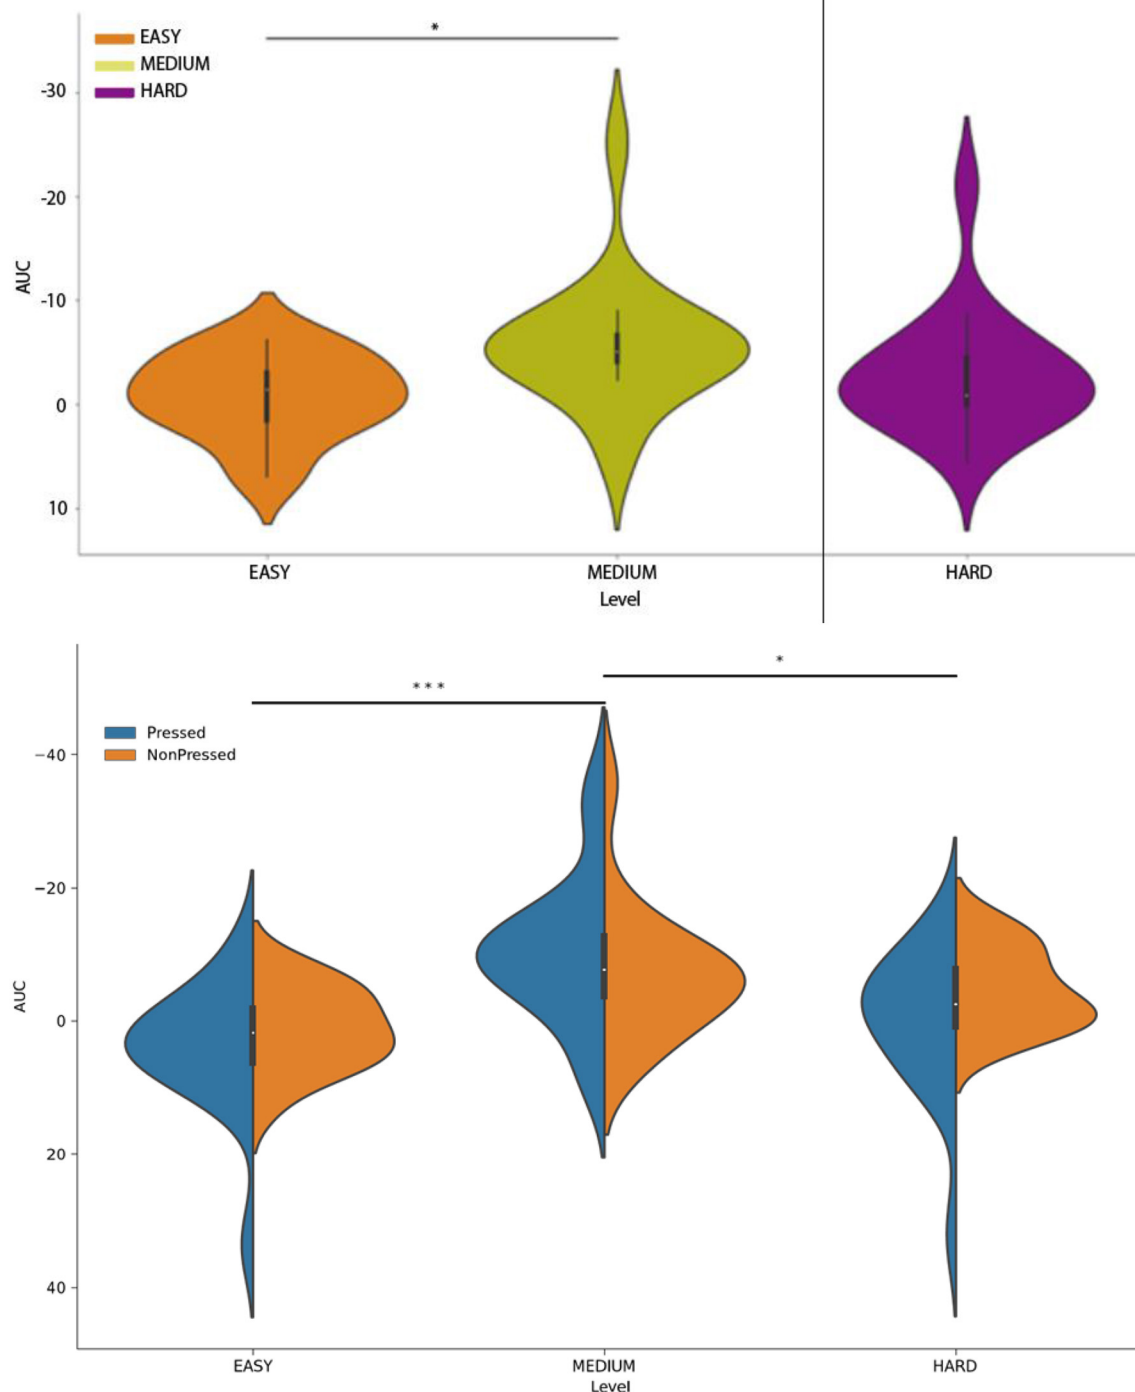 *
EASY
MEDIUM
HARD
-30
-20
-10
0
10
AUC
EASY
MEDIUM
HARD
Level
*
***
Pressed
NonPressed
−40
−20
0
20
40
AUC
EASY
MEDIUM
HARD
Level